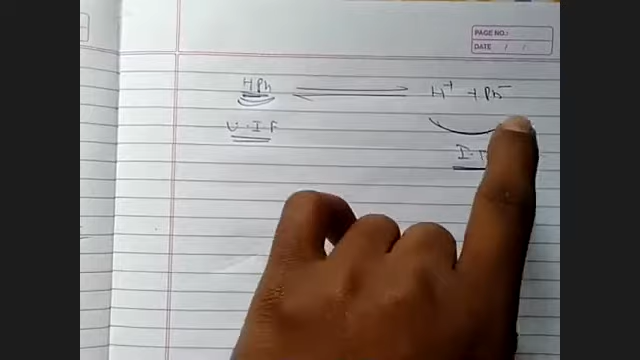 PAGE NO.:
DATE / /
HPh ⇌ H⁺ + Ph⁻
U.I.F